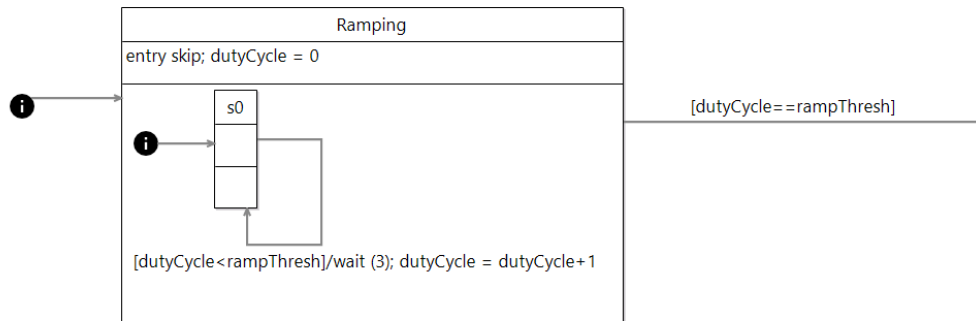 Ramping
entry skip; dutyCycle = 0
i
s0
[dutyCycle==rampThresh]
i
[dutyCycle<rampThresh]/wait (3); dutyCycle = dutyCycle+1